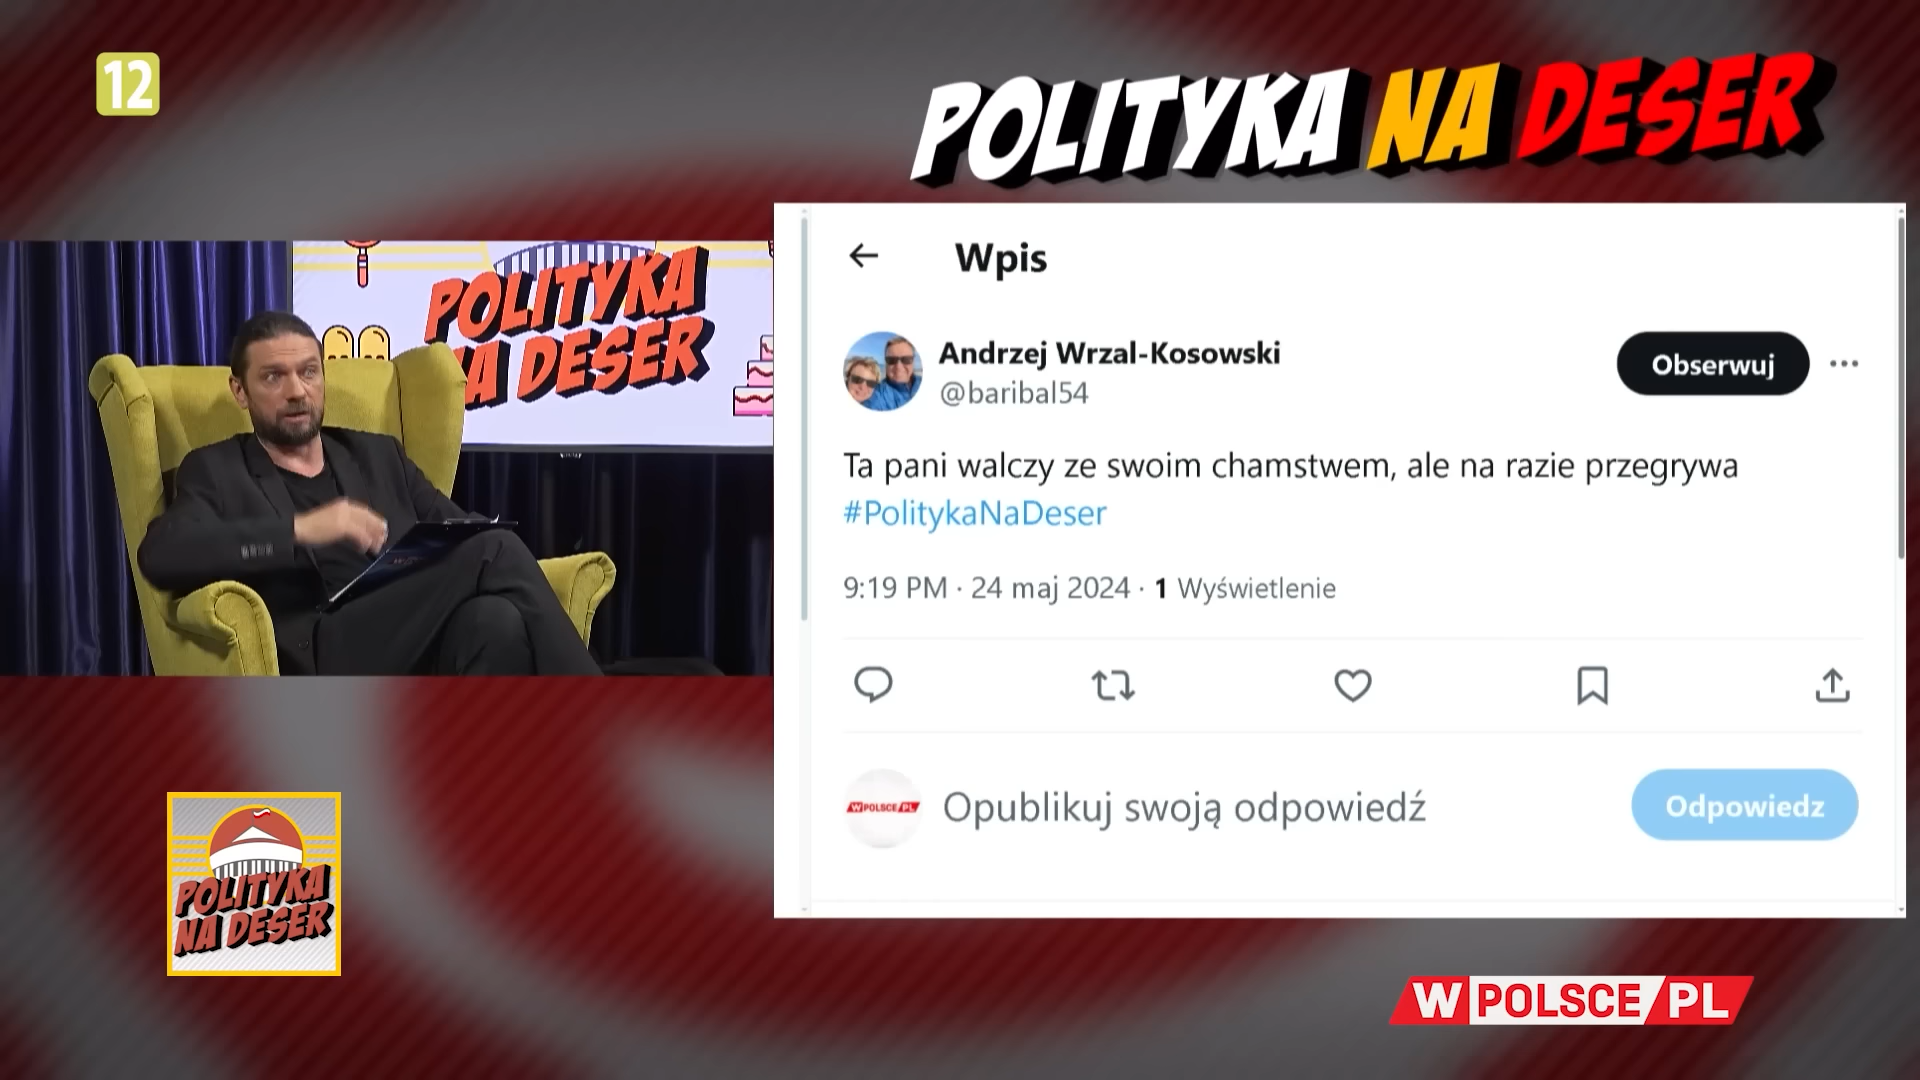 12
POLITYKA NA DESER
POLITYKA
NA DESER
Wpis
Andrzej Wrzal-Kosowski
@baribal54
Obserwuj
Ta pani walczy ze swoim chamstwem, ale na razie przegrywa
#PolitykaNaDeser
9:19 PM · 24 maj 2024 · 1 Wyświetlenie
WPOLSCE/PL
Opublikuj swoją odpowiedź
Odpowiedz
POLITYKA
NA DESER
WPOLSCE/PL